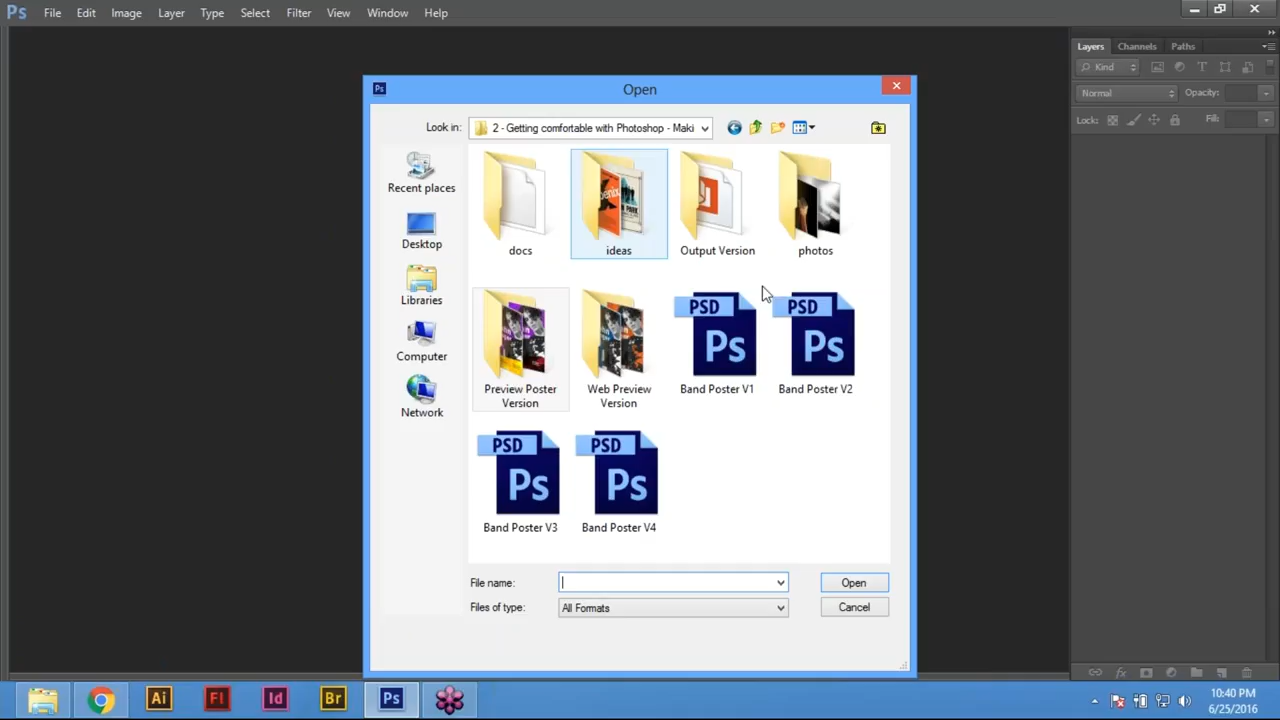 Ps File Edit Image Layer Type Select Filter View Window Help
Layers Channels Paths
Kind
Normal Opacity:
Lock: Fill:
Ps Open
Look in: 2 - Getting comfortable with Photoshop - Maki
Recent places
Desktop
Libraries
Computer
Network
docs ideas Output Version photos
PSD Ps PSD Ps
Preview Poster Version
Web Preview Version
Band Poster V1 Band Poster V2
PSD Ps PSD Ps
Band Poster V3 Band Poster V4
File name: Open
Files of type: All Formats Cancel
Ai Fl Id Br Ps
10:40 PM
6/25/2016